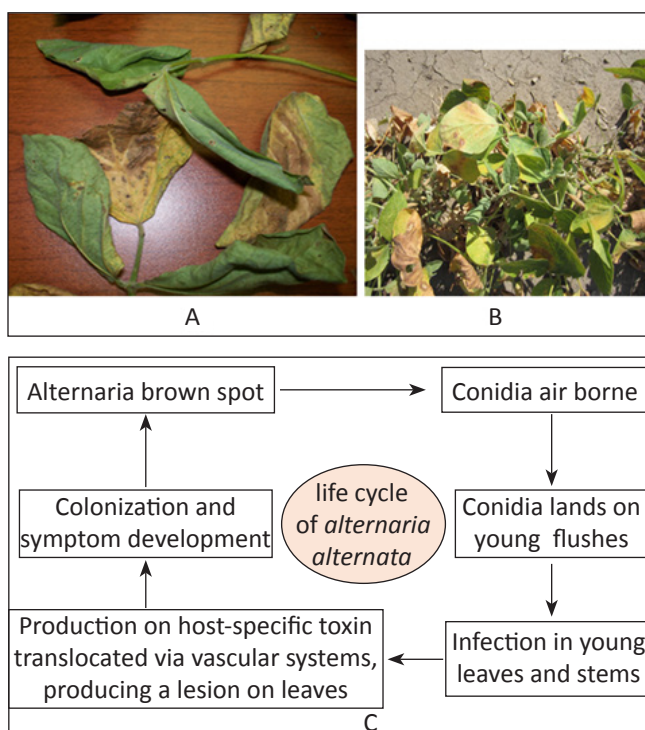 A
B
Alternaria brown spot
Conidia air borne
Colonization and
symptom development
life cycle
of alternaria
alternata
Conidia lands on
young flushes
Production on host-specific toxin
translocated via vascular systems,
producing a lesion on leaves
Infection in young
leaves and stems
C